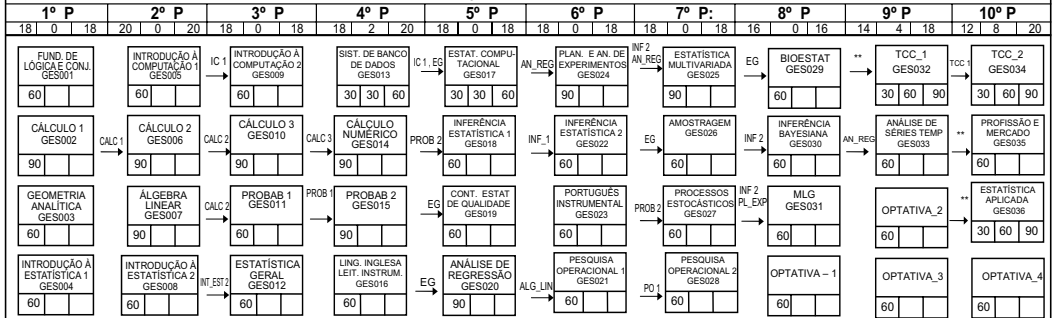 1º P 2º P 3º P 4º P 5º P 6º P 7º P: 8º P 9º P 10º P
18 0 18 20 0 20 18 0 18 18 2 20 18 0 18 18 0 18 18 0 18 16 0 16 14 4 18 12 8 20
FUND. DE
LÓGICA E CONJ.
GES001
60
INTRODUÇÃO À
COMPUTAÇÃO 1
GES005
60
IC 1
INTRODUÇÃO À
COMPUTAÇÃO 2
GES009
60
SIST. DE BANCO
DE DADOS
GES013
30 30 60
IC 1 , EG
ESTAT. COMPU-
TACIONAL
GES017
30 30 60
AN_REG
PLAN. E AN. DE
EXPERIMENTOS
GES024
90
INF 2
AN_REG
ESTATÍSTICA
MULTIVARIADA
GES025
90
EG
BIOESTAT
GES029
60
**
TCC_1
GES032
30 60 90
TCC 1
TCC_2
GES034
30 60 90
CÁLCULO 1
GES002
90
CALC 1
CÁLCULO 2
GES006
90
CALC 2
CÁLCULO 3
GES010
90
CALC 3
CÁLCULO
NUMÉRICO
GES014
90
PROB 2
INFERÊNCIA
ESTATÍSTICA 1
GES018
60
INF_1
INFERÊNCIA
ESTATÍSTICA 2
GES022
60
EG
AMOSTRAGEM
GES026
60
INF 2
INFERÊNCIA
BAYESIANA
GES030
60
AN_REG
ANÁLISE DE
SÉRIES TEMP
GES033
60
**
PROFISSÃO E
MERCADO
GES035
60
GEOMETRIA
ANALÍTICA
GES003
60
ÁLGEBRA
LINEAR
GES007
90
CALC 2
PROBAB 1
GES011
60
PROB 1
PROBAB 2
GES015
90
EG
CONT. ESTAT
DE QUALIDADE
GES019
60
PORTUGUÊS
INSTRUMENTAL
GES023
60
PROB 2
PROCESSOS
ESTOCÁSTICOS
GES027
60
INF 2
PL_EXP
MLG
GES031
60
OPTATIVA_2
60
**
ESTATÍSTICA
APLICADA
GES036
30 60 90
INTRODUÇÃO À
ESTATÍSTICA 1
GES004
60
INTRODUÇÃO À
ESTATÍSTICA 2
GES008
60
INT_EST2
ESTATÍSTICA
GERAL
GES012
60
LING. INGLESA
LEIT. INSTRUM.
GES016
60
EG
ANÁLISE DE
REGRESSÃO
GES020
90
ALG_LIN
PESQUISA
OPERACIONAL 1
GES021
60
PO 1
PESQUISA
OPERACIONAL 2
GES028
60
OPTATIVA – 1
60
OPTATIVA_3
60
OPTATIVA_4
60